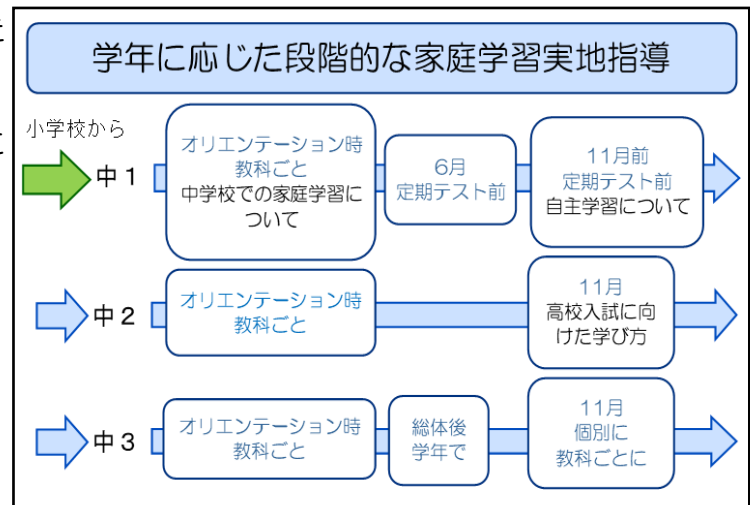 学年に応じた段階的な家庭学習実地指導
小学校から
中1
オリエンテーション時
教科ごと
中学校での家庭学習に
ついて
6月
定期テスト前
11月前
定期テスト前
自主学習について
中2
オリエンテーション時
教科ごと
11月
高校入試に向
けた学び方
中3
オリエンテーション時
教科ごと
総体後
学年で
11月
個別に
教科ごとに